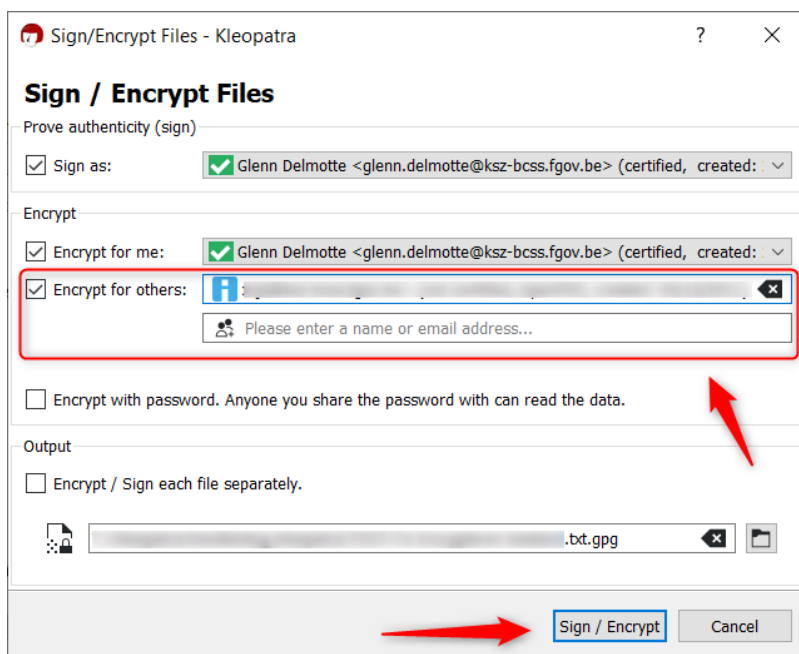 Sign/Encrypt Files - Kleopatra
Sign / Encrypt Files
Prove authenticity (sign)
Sign as: Glenn Delmotte <glenn.delmotte@ksz-bcss.fgov.be> (certified, created:
Encrypt
Encrypt for me: Glenn Delmotte <glenn.delmotte@ksz-bcss.fgov.be> (certified, created:
Encrypt for others:
Please enter a name or email address...
Encrypt with password. Anyone you share the password with can read the data.
Output
Encrypt / Sign each file separately.
.txt.gpg
Sign / Encrypt Cancel